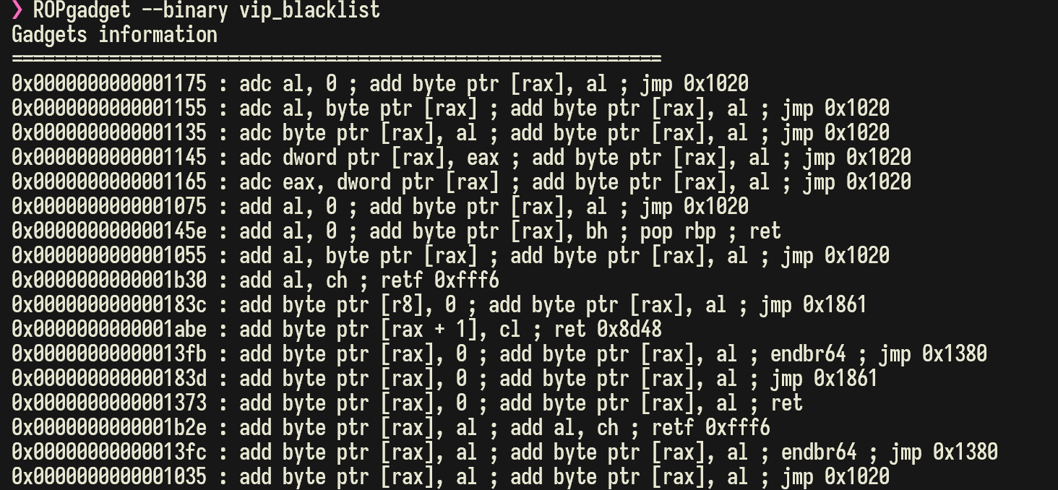 ❯ ROPgadget --binary vip_blacklist
Gadgets information
============================================================
0x0000000000001175 : adc al, 0 ; add byte ptr [rax], al ; jmp 0x1020
0x0000000000001155 : adc al, byte ptr [rax] ; add byte ptr [rax], al ; jmp 0x1020
0x0000000000001135 : adc byte ptr [rax], al ; add byte ptr [rax], al ; jmp 0x1020
0x0000000000001145 : adc dword ptr [rax], eax ; add byte ptr [rax], al ; jmp 0x1020
0x0000000000001165 : adc eax, dword ptr [rax] ; add byte ptr [rax], al ; jmp 0x1020
0x0000000000001075 : add al, 0 ; add byte ptr [rax], al ; jmp 0x1020
0x000000000000145e : add al, 0 ; add byte ptr [rax], bh ; pop rbp ; ret
0x0000000000001055 : add al, byte ptr [rax] ; add byte ptr [rax], al ; jmp 0x1020
0x0000000000001b30 : add al, ch ; retf 0xfff6
0x000000000000183c : add byte ptr [r8], 0 ; add byte ptr [rax], al ; jmp 0x1861
0x0000000000001abe : add byte ptr [rax + 1], cl ; ret 0x8d48
0x00000000000013fb : add byte ptr [rax], 0 ; add byte ptr [rax], al ; endbr64 ; jmp 0x1380
0x000000000000183d : add byte ptr [rax], 0 ; add byte ptr [rax], al ; jmp 0x1861
0x0000000000001373 : add byte ptr [rax], 0 ; add byte ptr [rax], al ; ret
0x0000000000001b2e : add byte ptr [rax], al ; add al, ch ; retf 0xfff6
0x00000000000013fc : add byte ptr [rax], al ; add byte ptr [rax], al ; endbr64 ; jmp 0x1380
0x0000000000001035 : add byte ptr [rax], al ; add byte ptr [rax], al ; jmp 0x1020